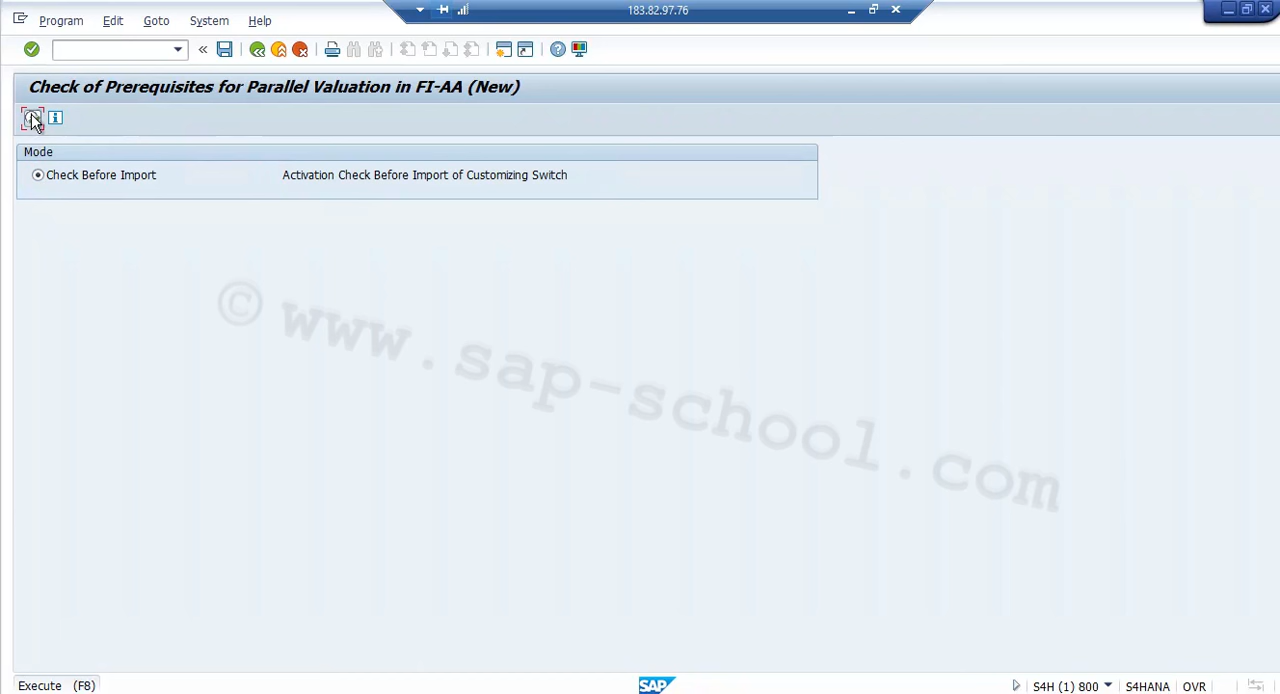 183.82.97.76
Program Edit Goto System Help
Check of Prerequisites for Parallel Valuation in FI-AA (New)
Mode
Check Before Import Activation Check Before Import of Customizing Switch
© www.sap-school.com
Execute (F8) SAP S4H (1) 800 S4HANA OVR